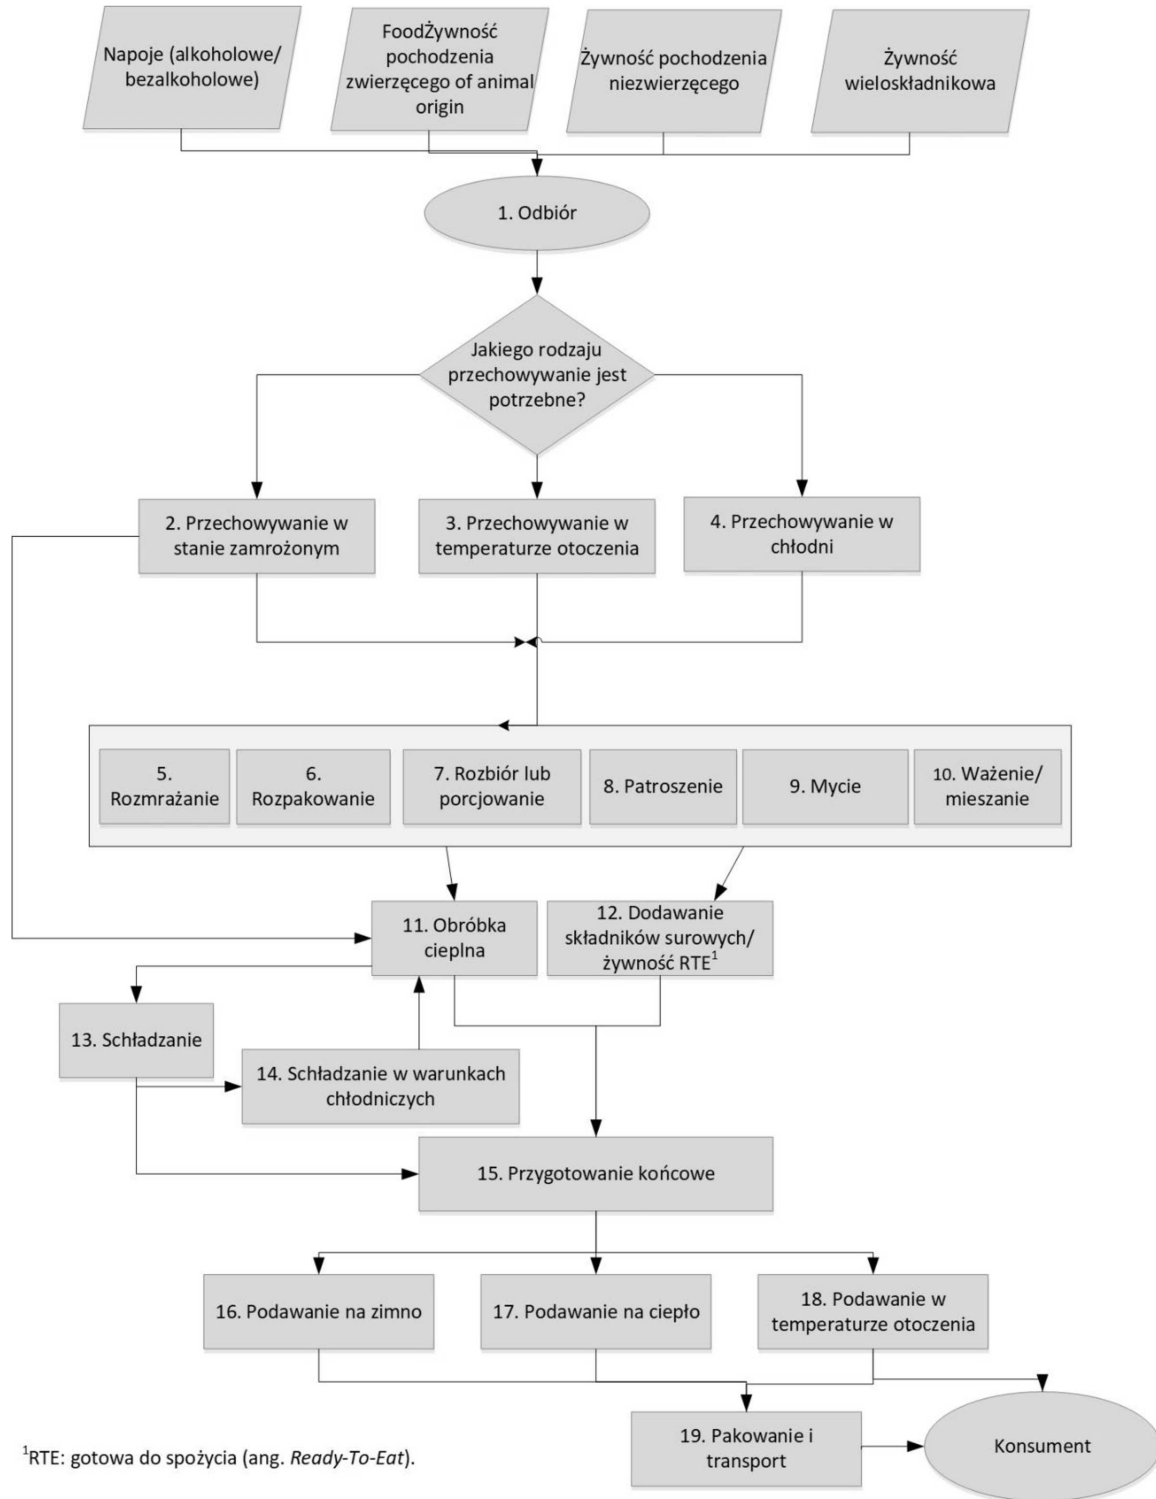 Napoje (alkoholowe/
bezalkoholowe)
FoodŻywność
pochodzenia
zwierzęcego of animal
origin
Żywność pochodzenia
niezwierzęcego
Żywność
wieloskładnikowa
1. Odbiór
Jakiego rodzaju
przechowywanie jest
potrzebne?
2. Przechowywanie w
stanie zamrożonym
3. Przechowywanie w
temperaturze otoczenia
4. Przechowywanie w
chłodni
5.
Rozmrażanie
6.
Rozpakowanie
7. Rozbiór lub
porcjowanie
8. Patroszenie
9. Mycie
10. Ważenie/
mieszanie
11. Obróbka
cieplna
12. Dodawanie
składników surowych/
żywność RTE¹
13. Schładzanie
14. Schładzanie w warunkach
chłodniczych
15. Przygotowanie końcowe
16. Podawanie na zimno
17. Podawanie na ciepło
18. Podawanie w
temperaturze otoczenia
19. Pakowanie i
transport
Konsument
¹RTE: gotowa do spożycia (ang. Ready-To-Eat).